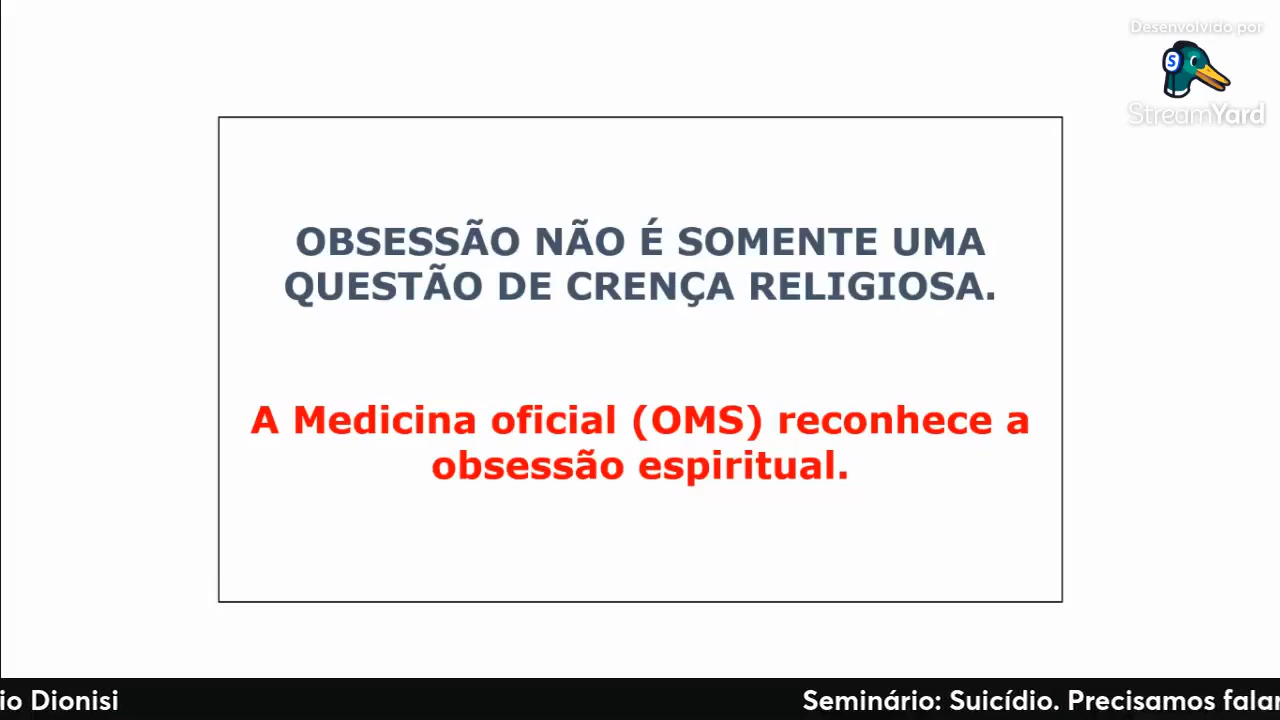 Desenvolvido por
S
StreamYard
OBSESSÃO NÃO É SOMENTE UMA
QUESTÃO DE CRENÇA RELIGIOSA.
A Medicina oficial (OMS) reconhece a
obsessão espiritual.
io Dionisi
Seminário: Suicídio. Precisamos falar